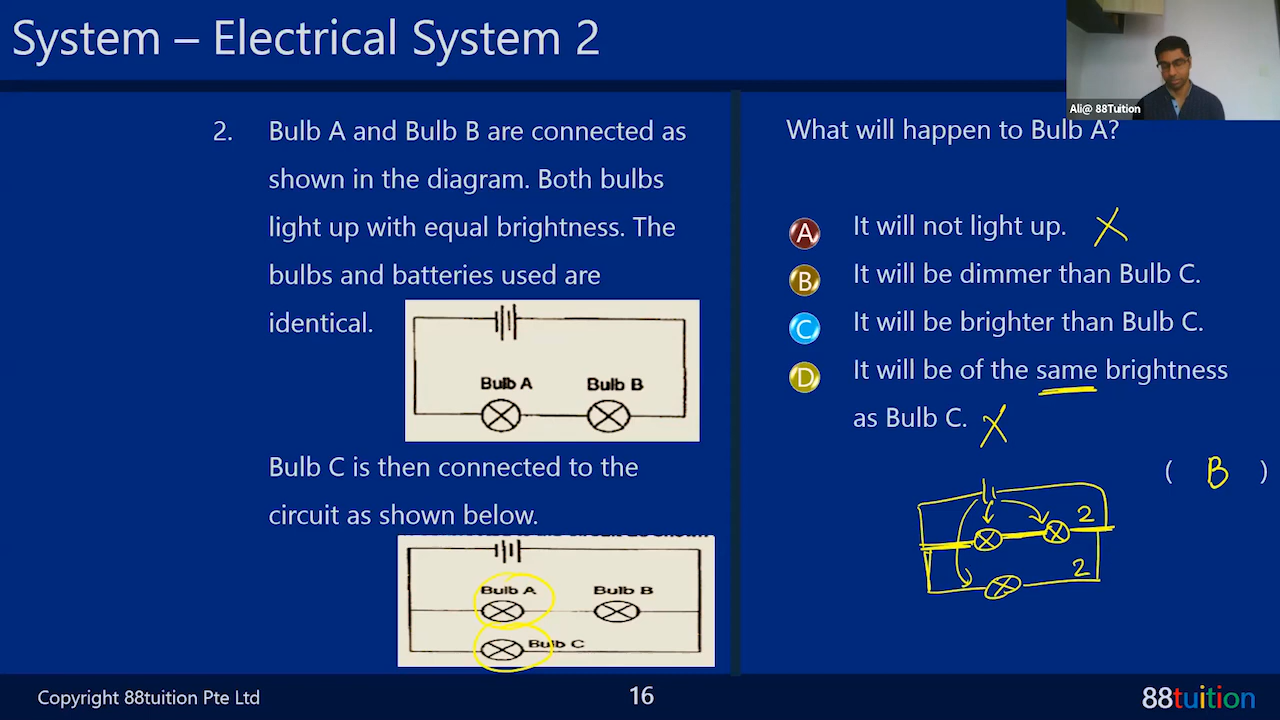 System – Electrical System 2
Ali@ 88Tuition
2. Bulb A and Bulb B are connected as
shown in the diagram. Both bulbs
light up with equal brightness. The
bulbs and batteries used are
identical.
Bulb A Bulb B
Bulb C is then connected to the
circuit as shown below.
Bulb A Bulb B
Bulb C
What will happen to Bulb A?
A It will not light up. X
B It will be dimmer than Bulb C.
C It will be brighter than Bulb C.
D It will be of the same brightness
as Bulb C. X
( B )
2
2
Copyright 88tuition Pte Ltd
16
88tuition